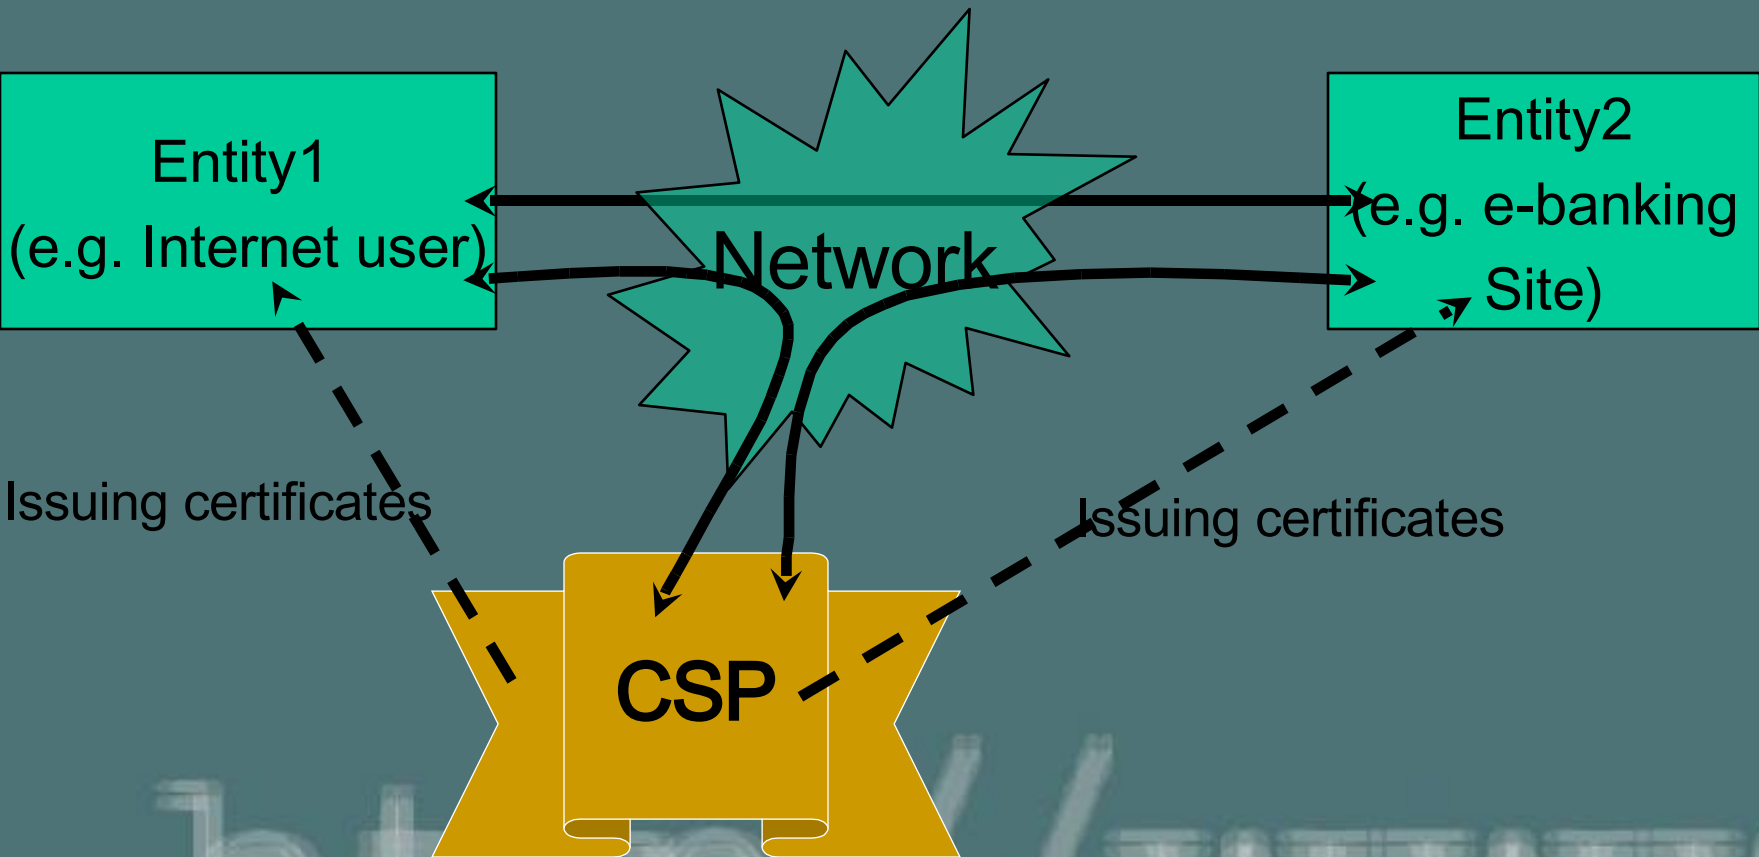 Entity1
(e.g. Internet user)
Network
Entity2
(e.g. e-banking
Site)
Issuing certificates
Issuing certificates
CSP